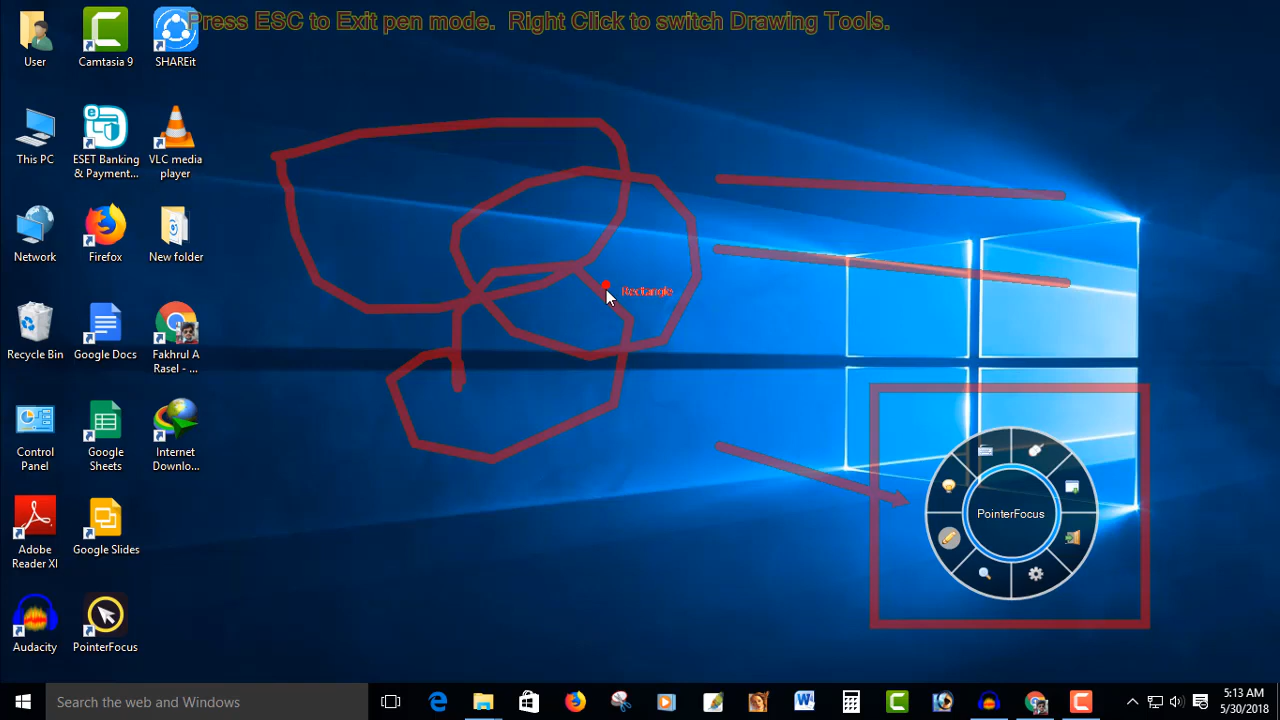 Press ESC to Exit pen mode.  Right Click to switch Drawing Tools.
User
Camtasia 9
SHAREit
This PC
ESET Banking
& Payment...
VLC media
player
Network
Firefox
New folder
Rectangle
Recycle Bin
Google Docs
Fakhrul A
Rasel - ...
Control
Panel
Google
Sheets
Internet
Downlo...
PointerFocus
Adobe
Reader XI
Google Slides
Audacity
PointerFocus
Search the web and Windows
5:13 AM
5/30/2018